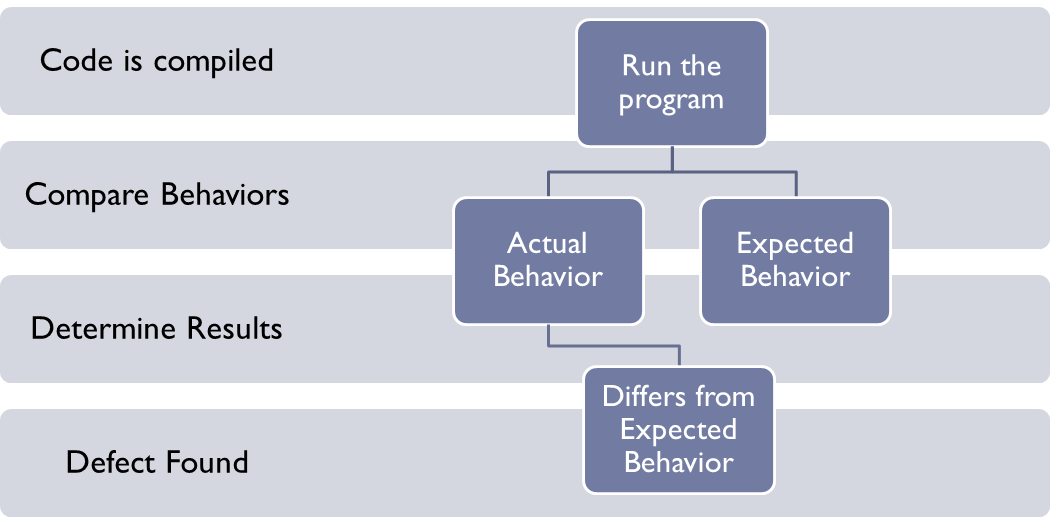 Code is compiled
Run the
program
Compare Behaviors
Actual
Behavior
Expected
Behavior
Determine Results
Differs from
Expected
Behavior
Defect Found